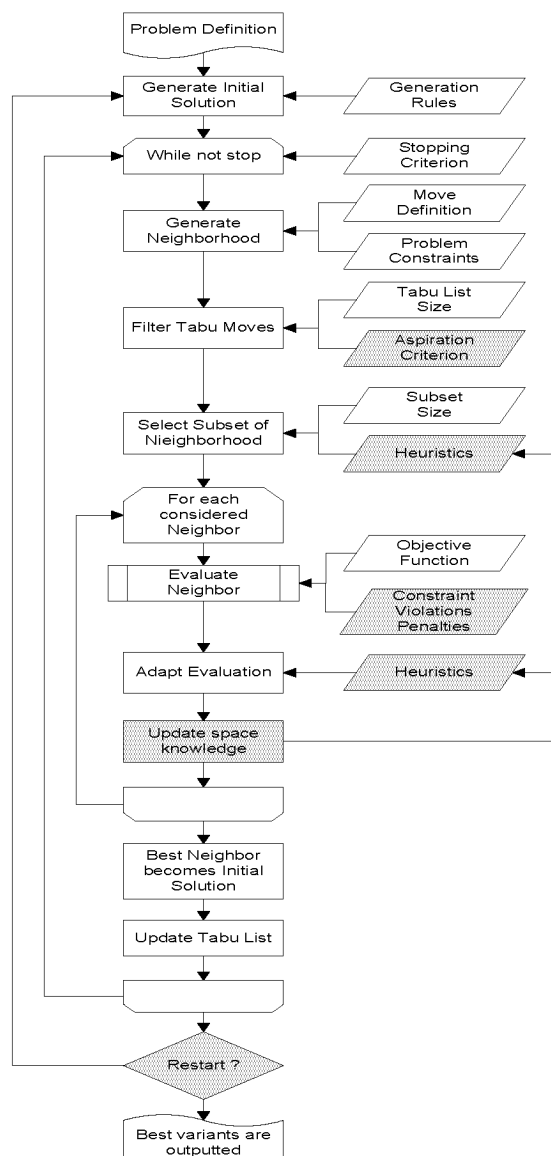 Problem Definition
Generate Initial
Solution
Generation
Rules
While not stop
Stopping
Criterion
Generate
Neighborhood
Move
Definition
Problem
Constraints
Filter Tabu Moves
Tabu List
Size
Aspiration
Criterion
Select Subset of
Nieighborhood
Subset
Size
Heuristics
For each
considered
Neighbor
Evaluate
Neighbor
Objective
Function
Constraint
Violations
Penalties
Adapt Evaluation
Heuristics
Update space
knowledge
Best Neighbor
becomes Initial
Solution
Update Tabu List
Restart ?
Best variants are
outputted